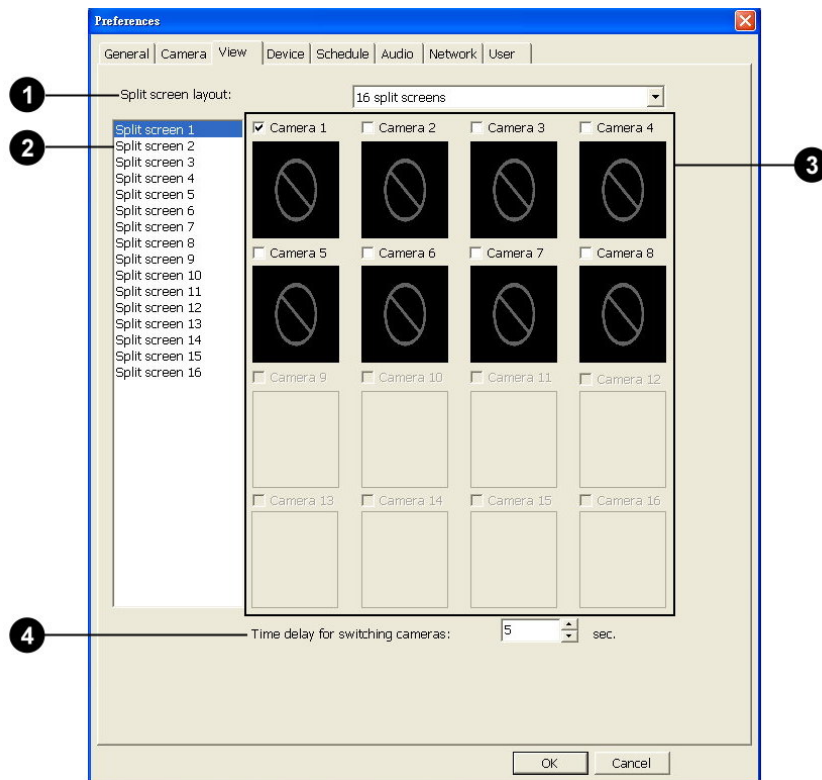 Preferences
General Camera View Device Schedule Audio Network User
1 Split screen layout: 16 split screens
2
3
Split screen 1
Split screen 2
Split screen 3
Split screen 4
Split screen 5
Split screen 6
Split screen 7
Split screen 8
Split screen 9
Split screen 10
Split screen 11
Split screen 12
Split screen 13
Split screen 14
Split screen 15
Split screen 16
Camera 1 Camera 2 Camera 3 Camera 4
Camera 5 Camera 6 Camera 7 Camera 8
Camera 9 Camera 10 Camera 11 Camera 12
Camera 13 Camera 14 Camera 15 Camera 16
4 Time delay for switching cameras: 5 sec.
OK Cancel